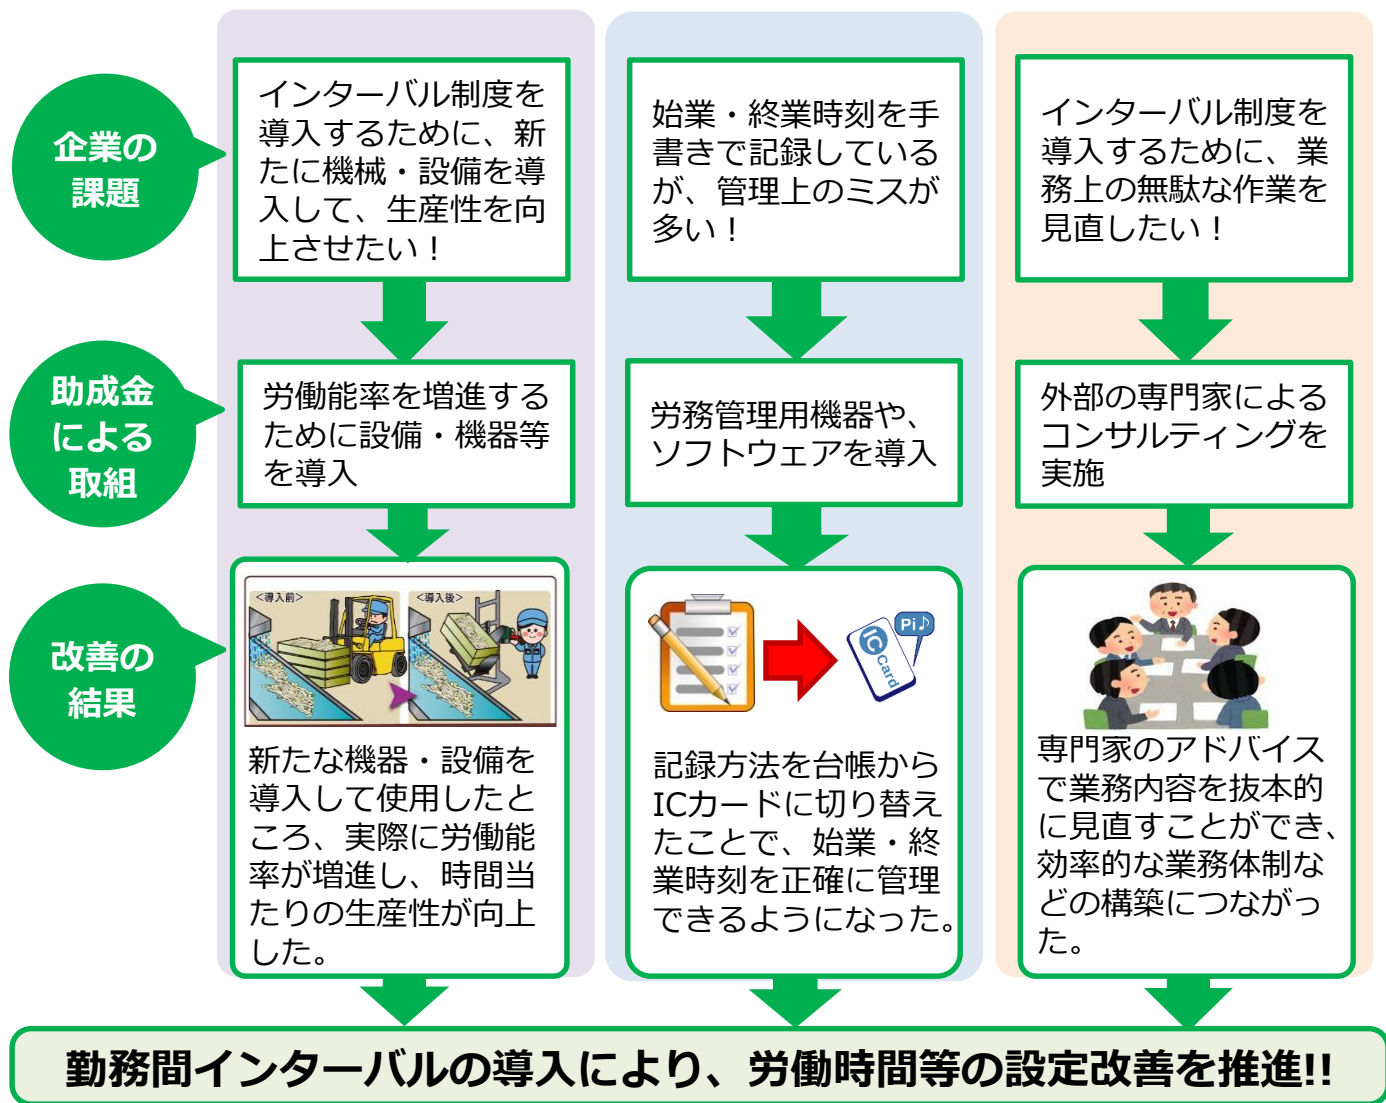 企業の
課題
インターバル制度を
導入するために、新
たに機械・設備を導
入して、生産性を向
上させたい！
始業・終業時刻を手
書きで記録している
が、管理上のミスが
多い！
インターバル制度を
導入するために、業
務上の無駄な作業を
見直したい！
助成金
による
取組
労働能率を増進する
ために設備・機器等
を導入
労務管理用機器や、
ソフトウェアを導入
外部の専門家による
コンサルティングを
実施
改善の
結果
<導入前>
<導入後>
新たな機器・設備を
導入して使用したと
ころ、実際に労働能
率が増進し、時間当
たりの生産性が向上
した。
IC Card
Pi♪
記録方法を台帳から
ICカードに切り替え
たことで、始業・終
業時刻を正確に管理
できるようになった。
専門家のアドバイス
で業務内容を抜本的
に見直すことができ、
効率的な業務体制な
どの構築につながっ
た。
勤務間インターバルの導入により、労働時間等の設定改善を推進!!